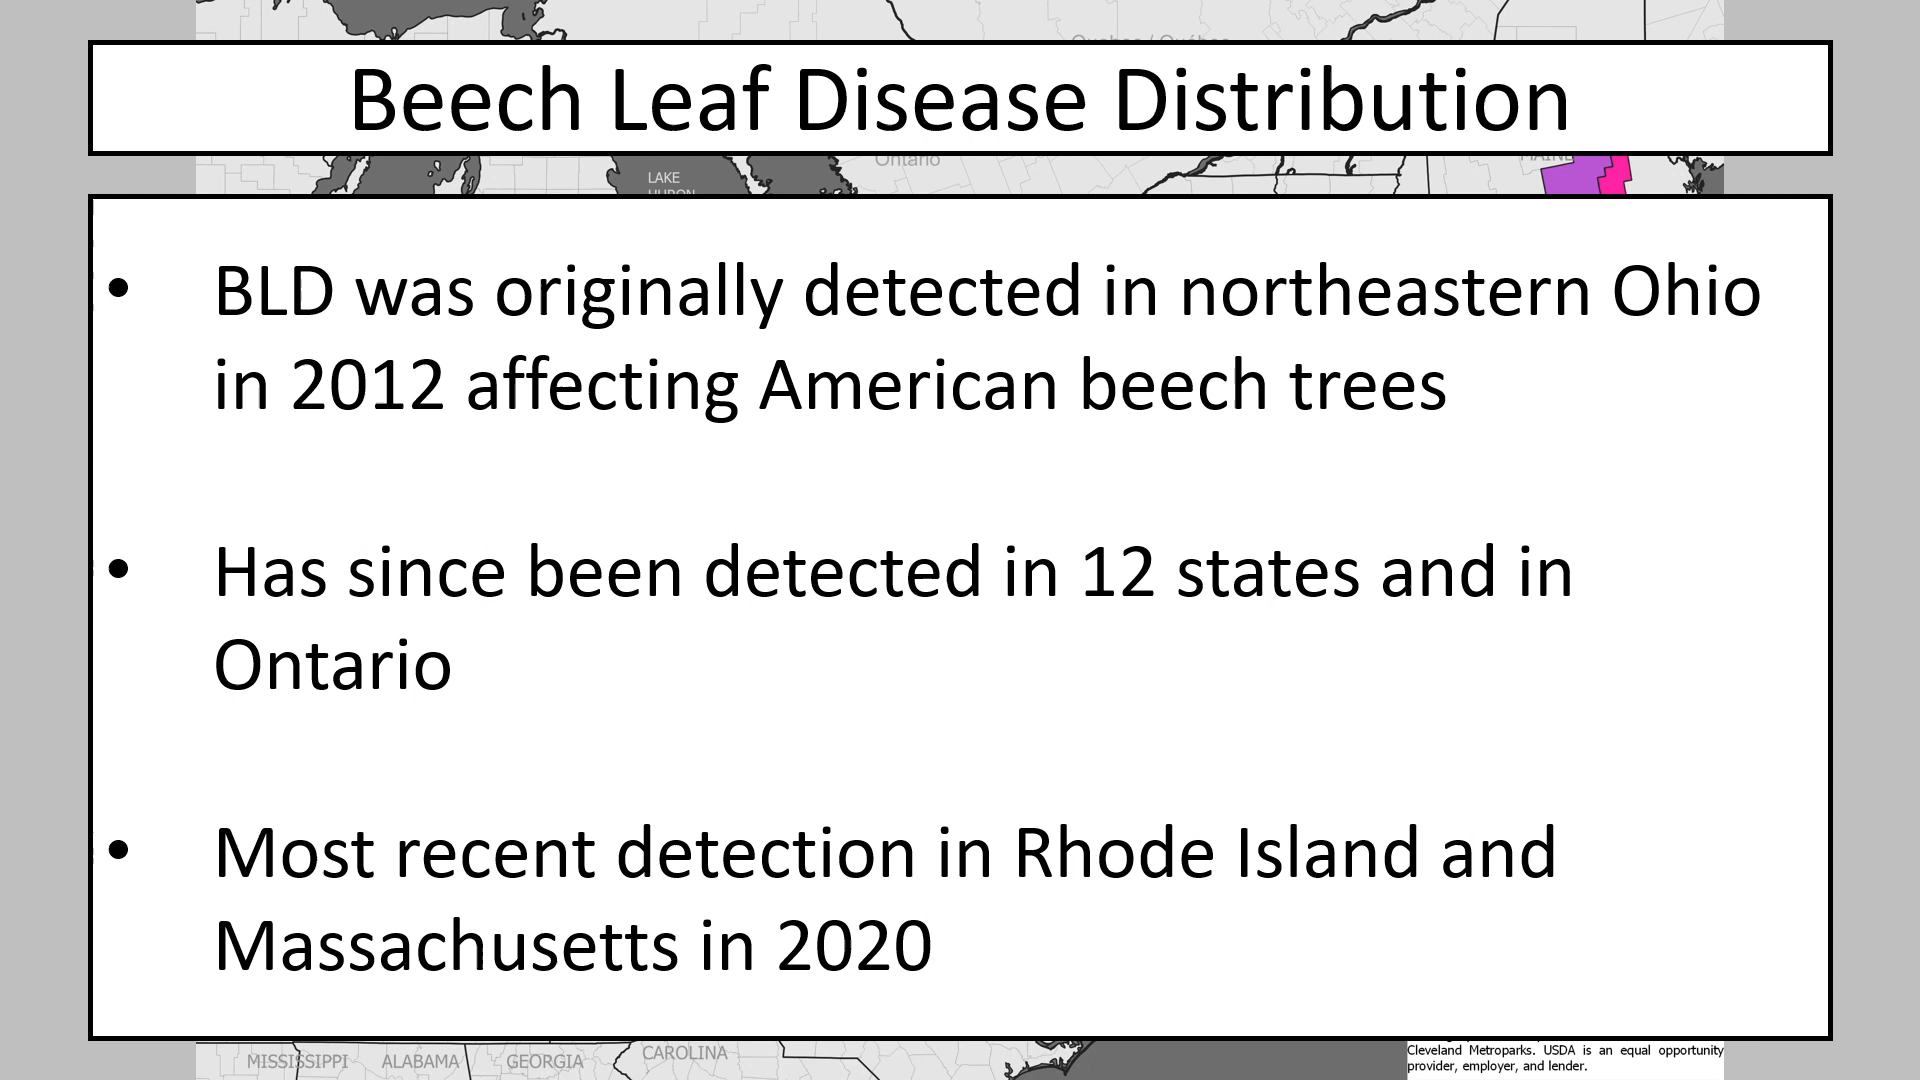 Beech Leaf Disease Distribution
Ontario
LAKE
• BLD was originally detected in northeastern Ohio
in 2012 affecting American beech trees
• Has since been detected in 12 states and in
Ontario
• Most recent detection in Rhode Island and
Massachusetts in 2020
MISSISSIPPI ALABAMA GEORGIA CAROLINA
Cleveland Metroparks. USDA is an equal opportunity
provider, employer, and lender.